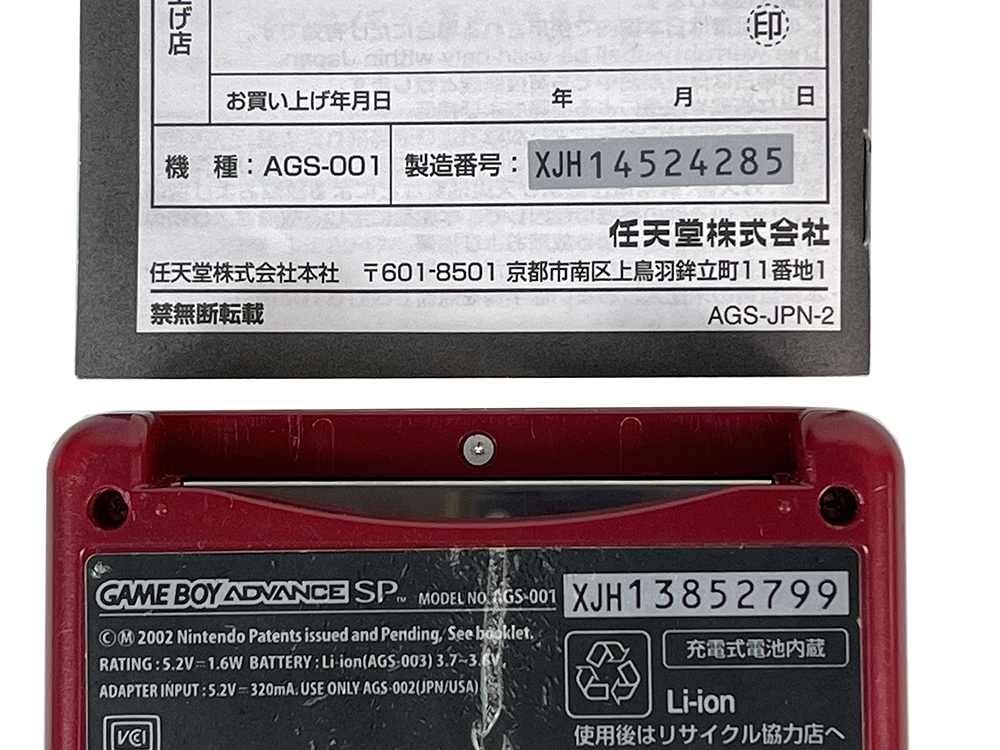 上げ店
印
お買い上げ年月日 年 月 日
機 種：AGS-001 製造番号： XJH14524285
任天堂株式会社
任天堂株式会社本社 〒601-8501 京都市南区上鳥羽鉾立町11番地1
禁無断転載 AGS-JPN-2
GAME BOY ADVANCE SP™ MODEL NO. AGS-001 XJH13852799
©Ⓜ 2002 Nintendo Patents issued and Pending, See booklet.
RATING : 5.2V⎓1.6W BATTERY : Li-ion(AGS-003) 3.7~3.8V,
ADAPTER INPUT : 5.2V⎓320mA. USE ONLY AGS-002(JPN/USA)
充電式電池内蔵
Li-ion
使用後はリサイクル協力店へ
VCI